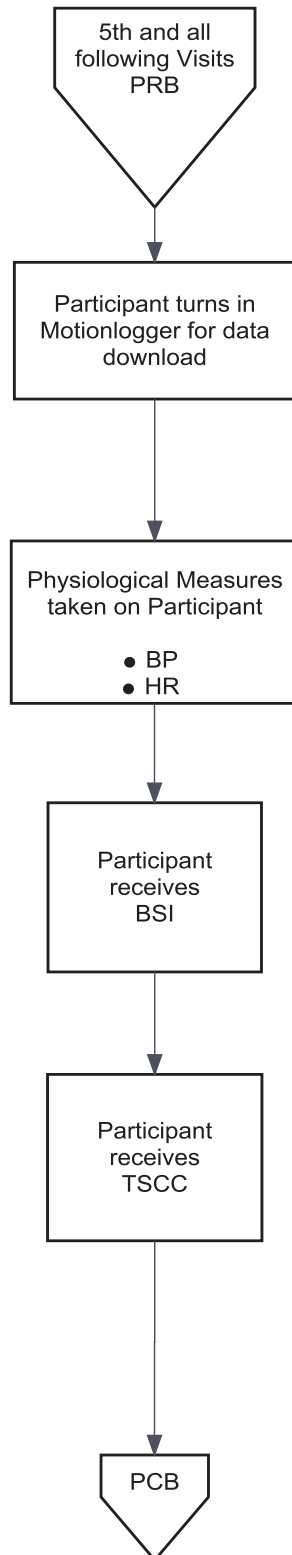 5th and all
following Visits
PRB
Participant turns in
Motionlogger for data
download
Physiological Measures
taken on Participant
● BP
● HR
Participant
receives
BSI
Participant
receives
TSCC
PCB